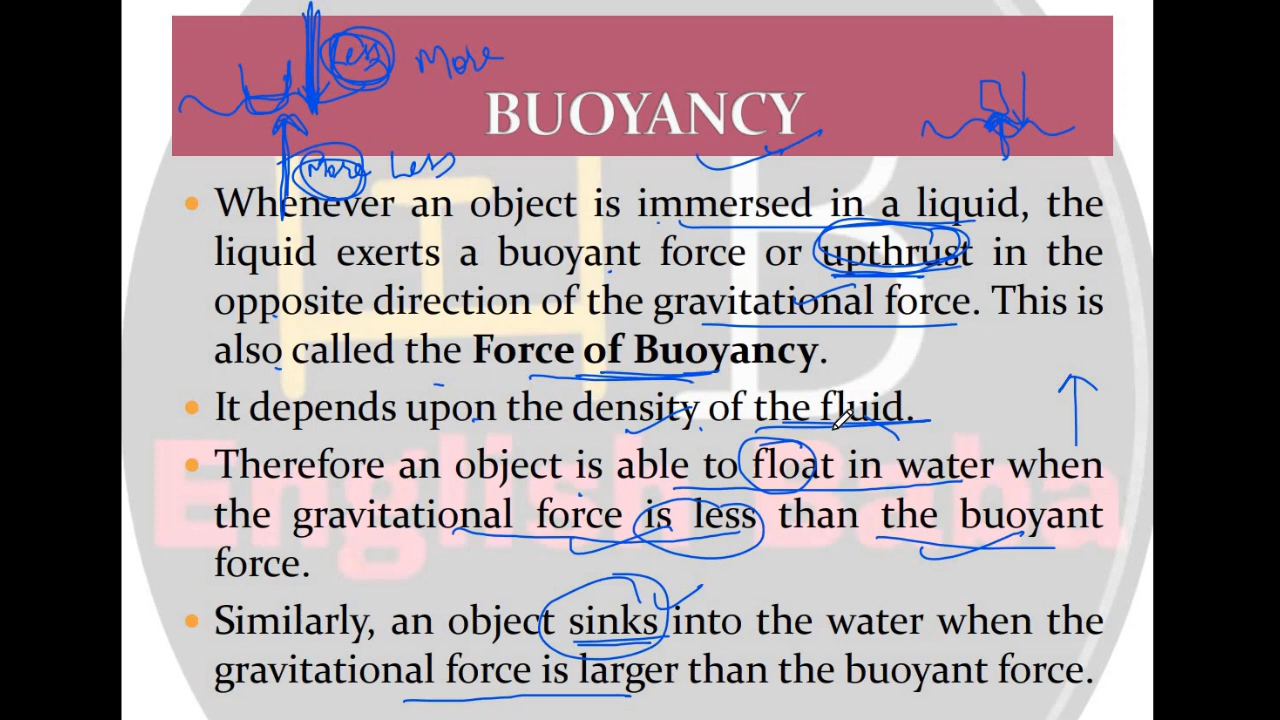 Less More
BUOYANCY
More Less
• Whenever an object is immersed in a liquid, the
liquid exerts a buoyant force or upthrust in the
opposite direction of the gravitational force. This is
also called the Force of Buoyancy.
• It depends upon the density of the fluid.
• Therefore an object is able to float in water when
the gravitational force is less than the buoyant
force.
• Similarly, an object sinks into the water when the
gravitational force is larger than the buoyant force.
English Baba